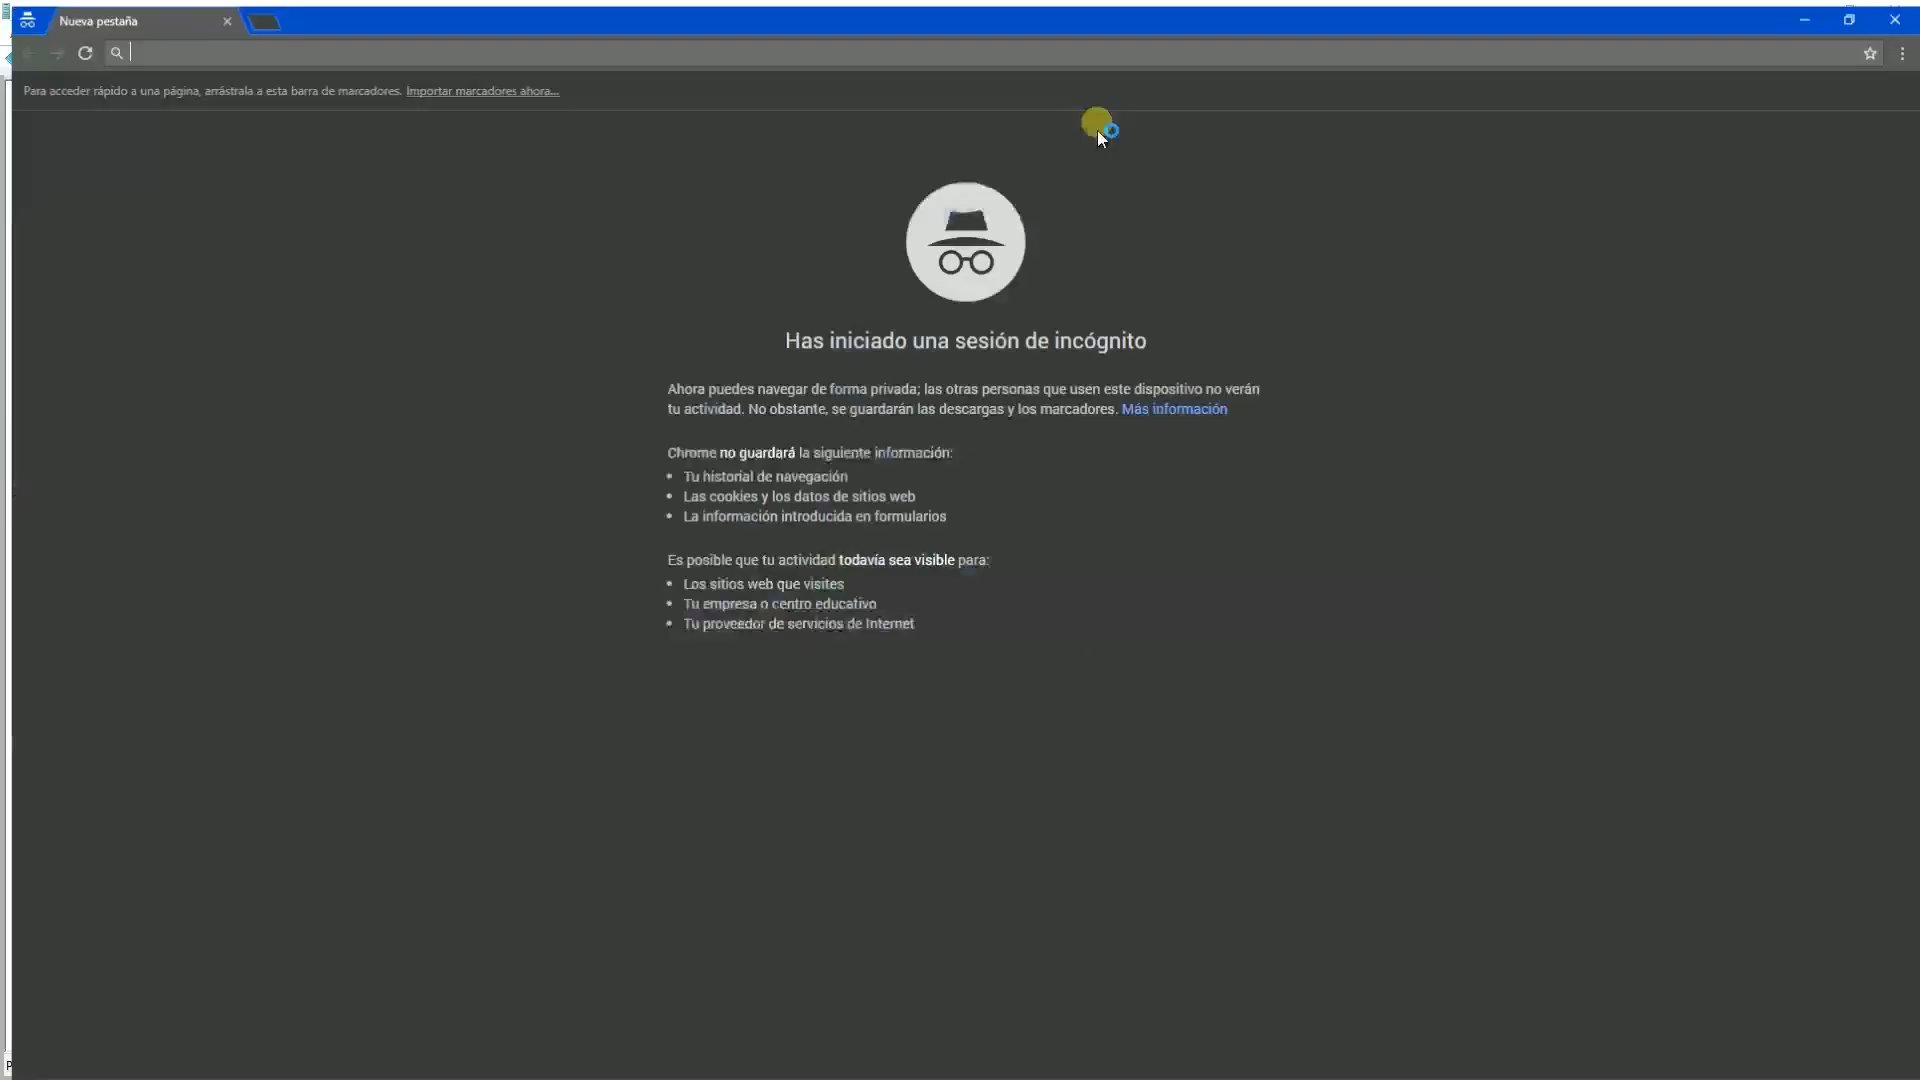 Nueva pestaña
Para acceder rápido a una página, arrástrala a esta barra de marcadores. Importar marcadores ahora...
Has iniciado una sesión de incógnito
Ahora puedes navegar de forma privada; las otras personas que usen este dispositivo no verán
tu actividad. No obstante, se guardarán las descargas y los marcadores. Más información
Chrome no guardará la siguiente información:
• Tu historial de navegación
• Las cookies y los datos de sitios web
• La información introducida en formularios
Es posible que tu actividad todavía sea visible para:
• Los sitios web que visites
• Tu empresa o centro educativo
• Tu proveedor de servicios de Internet